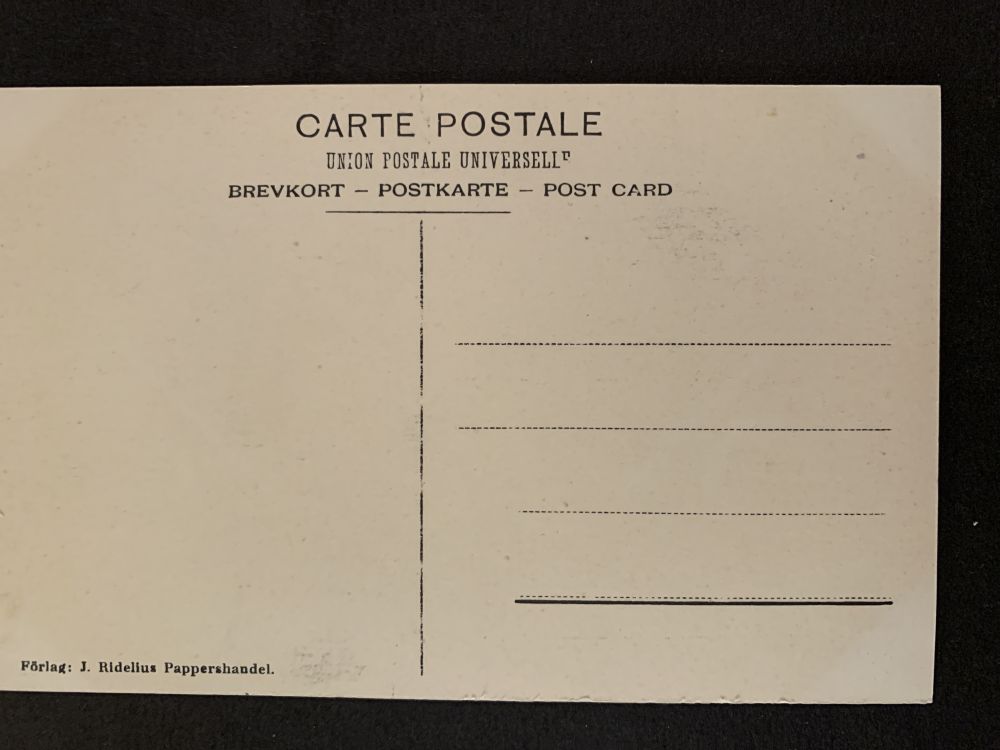 CARTE POSTALE
UNION POSTALE UNIVERSELLE
BREVKORT — POSTKARTE — POST CARD
Förlag: J. Ridelius Pappershandel.